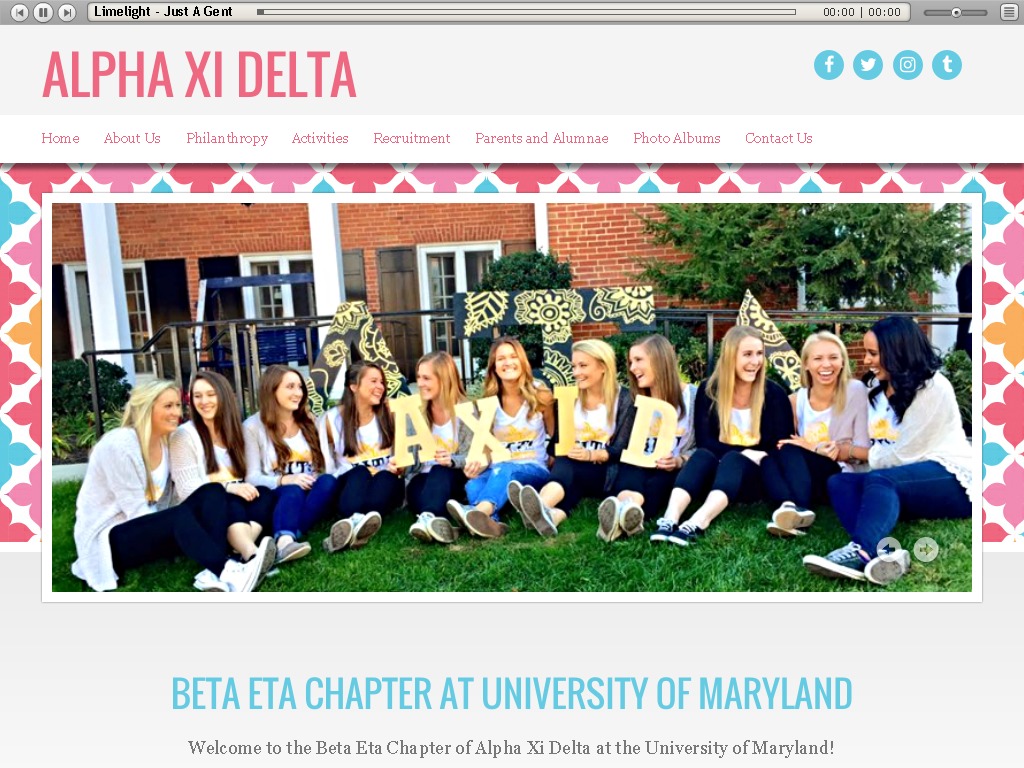 Limelight - Just A Gent
00:00 | 00:00
ALPHA XI DELTA
Home About Us Philanthropy Activities Recruitment Parents and Alumnae Photo Albums Contact Us
A Ξ Δ
A X I D
BETA ETA CHAPTER AT UNIVERSITY OF MARYLAND
Welcome to the Beta Eta Chapter of Alpha Xi Delta at the University of Maryland!